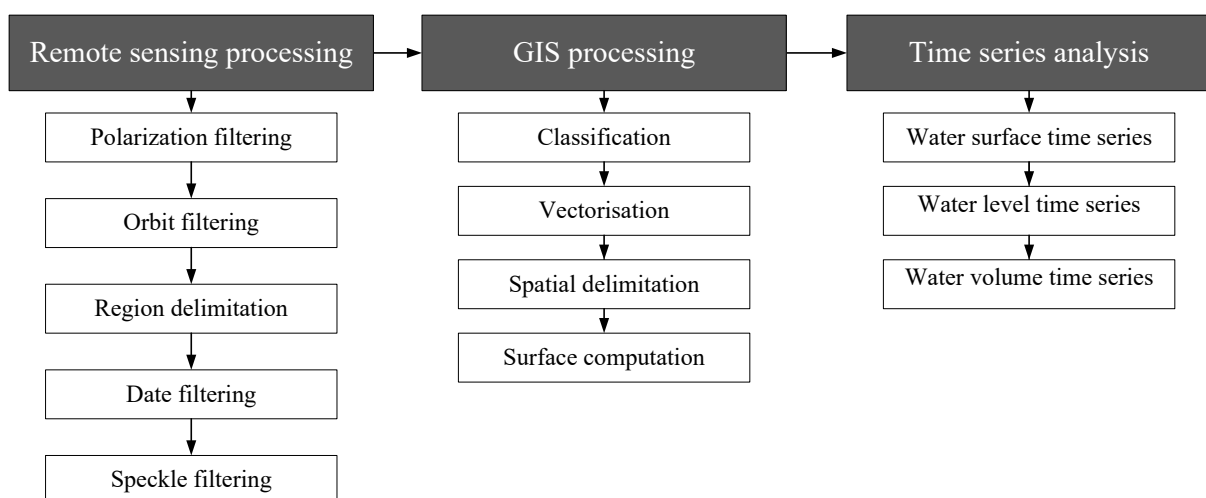 Remote sensing processing
GIS processing
Time series analysis
Polarization filtering
Orbit filtering
Region delimitation
Date filtering
Speckle filtering
Classification
Vectorisation
Spatial delimitation
Surface computation
Water surface time series
Water level time series
Water volume time series